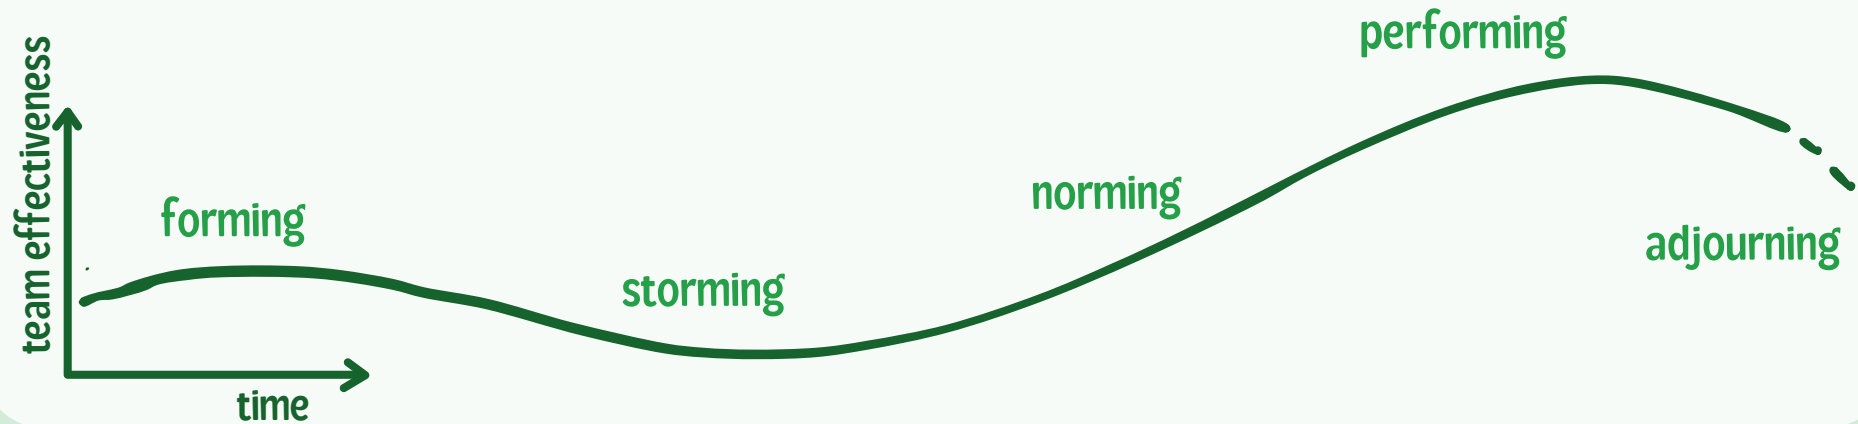 performing
team effectiveness
forming
norming
adjourning
storming
time